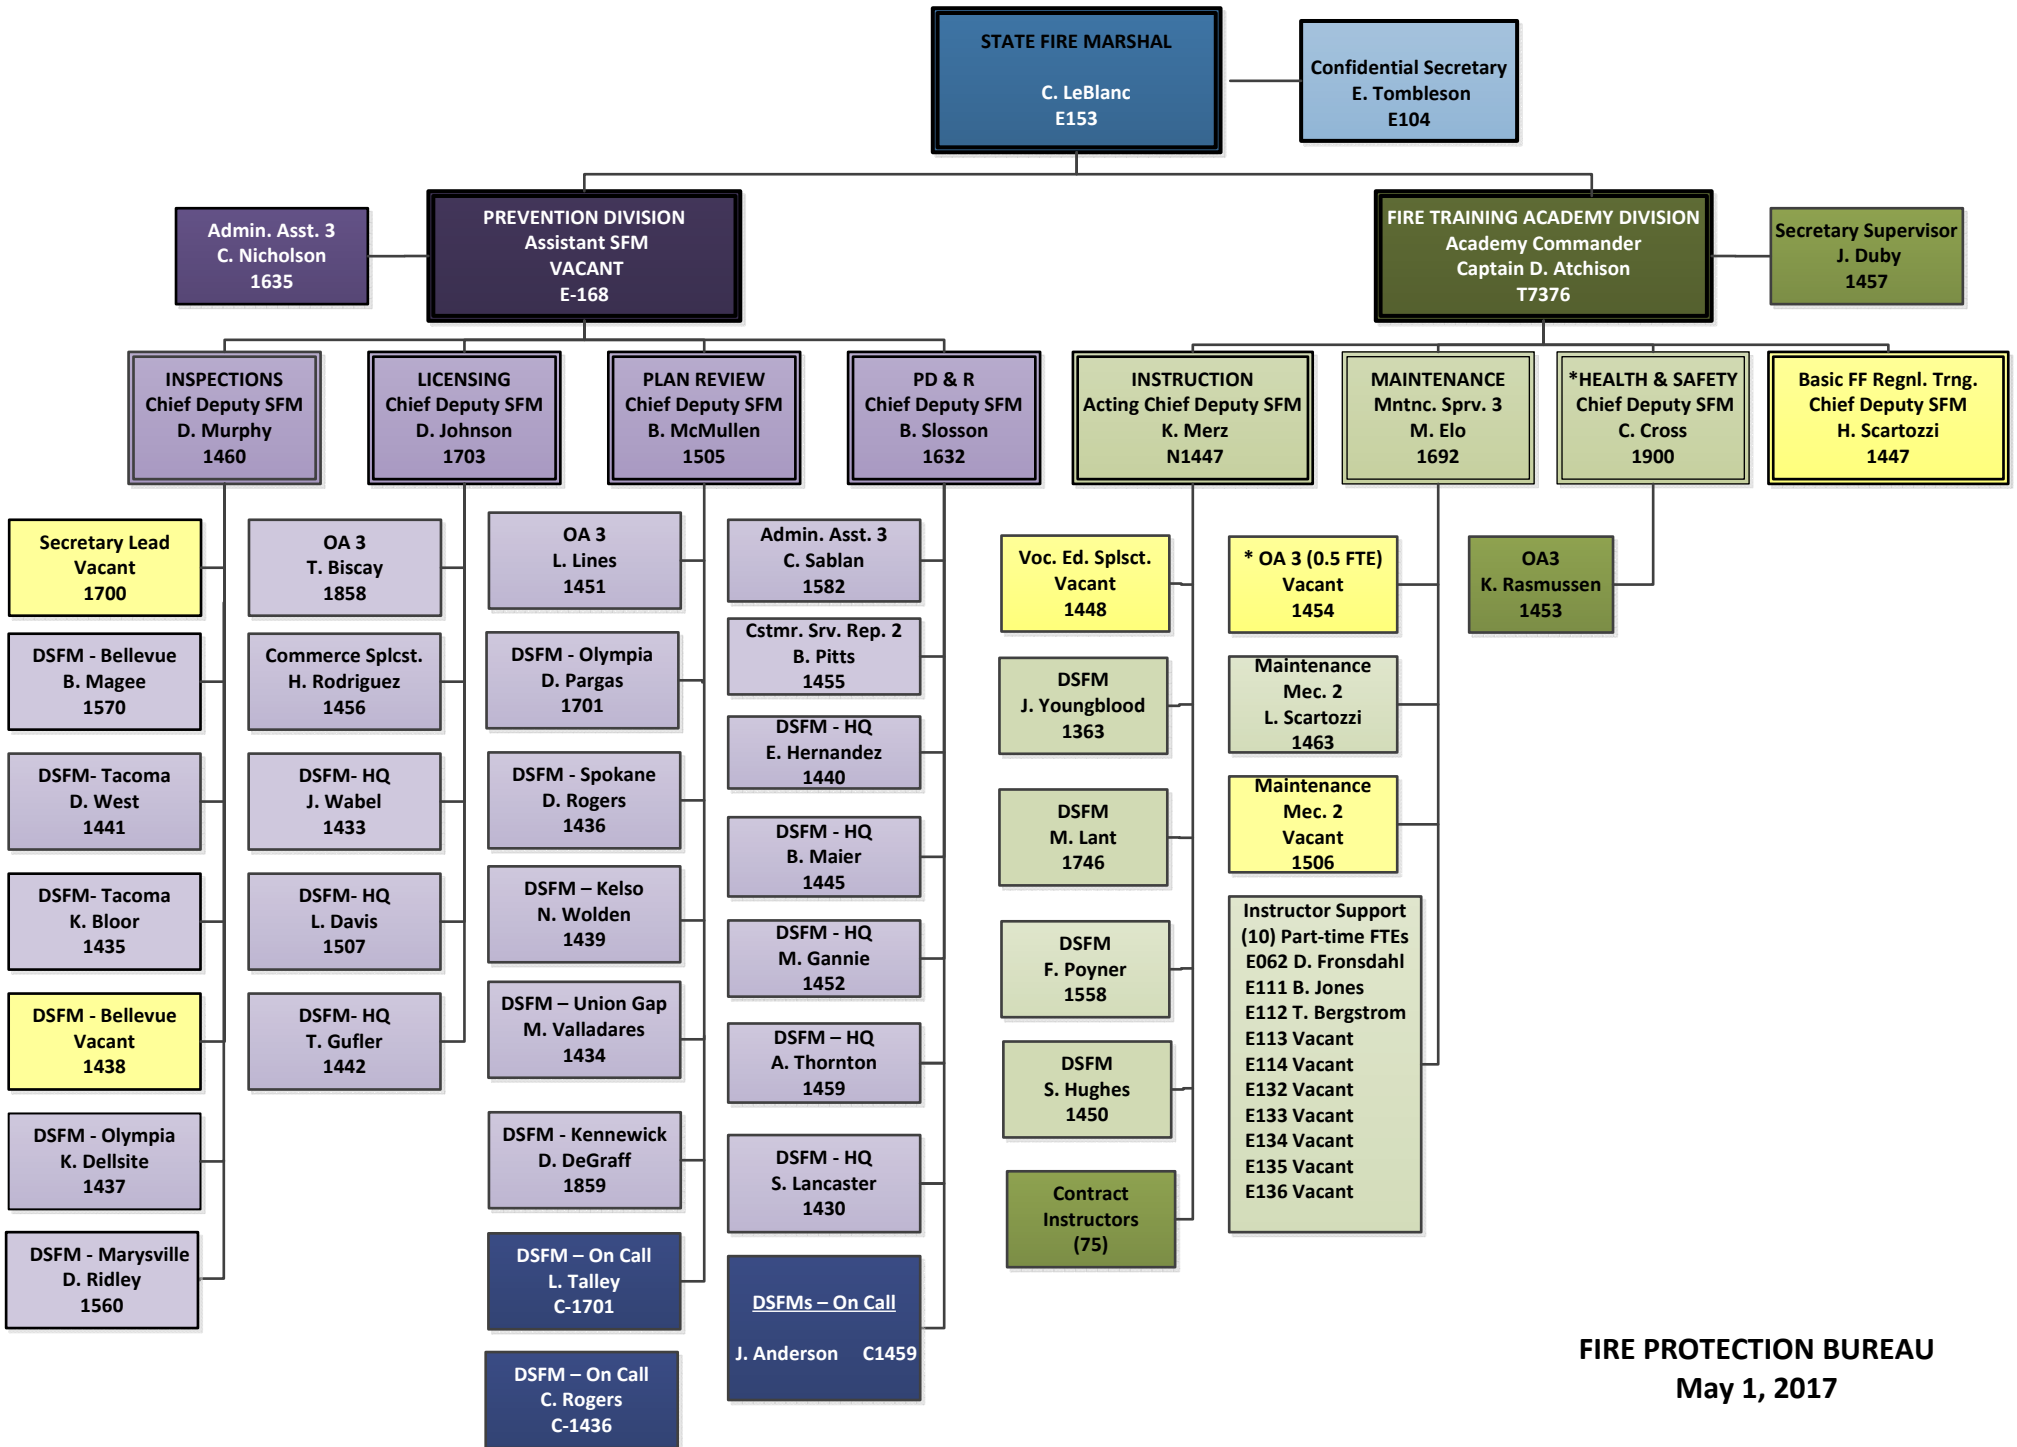 STATE FIRE MARSHAL
C. LeBlanc
E153
Confidential Secretary
E. Tombleson
E104
Admin. Asst. 3
C. Nicholson
1635
PREVENTION DIVISION
Assistant SFM
VACANT
E-168
FIRE TRAINING ACADEMY DIVISION
Academy Commander
Captain D. Atchison
T7376
Secretary Supervisor
J. Duby
1457
INSPECTIONS
Chief Deputy SFM
D. Murphy
1460
LICENSING
Chief Deputy SFM
D. Johnson
1703
PLAN REVIEW
Chief Deputy SFM
B. McMullen
1505
PD & R
Chief Deputy SFM
B. Slosson
1632
INSTRUCTION
Acting Chief Deputy SFM
K. Merz
N1447
MAINTENANCE
Mntnc. Sprv. 3
M. Elo
1692
*HEALTH & SAFETY
Chief Deputy SFM
C. Cross
1900
Basic FF Regnl. Trng.
Chief Deputy SFM
H. Scartozzi
1447
Secretary Lead
Vacant
1700
DSFM - Bellevue
B. Magee
1570
DSFM- Tacoma
D. West
1441
DSFM- Tacoma
K. Bloor
1435
DSFM - Bellevue
Vacant
1438
DSFM - Olympia
K. Dellsite
1437
DSFM - Marysville
D. Ridley
1560
OA 3
T. Biscay
1858
Commerce Splcst.
H. Rodriguez
1456
DSFM- HQ
J. Wabel
1433
DSFM- HQ
L. Davis
1507
DSFM- HQ
T. Gufler
1442
OA 3
L. Lines
1451
DSFM - Olympia
D. Pargas
1701
DSFM - Spokane
D. Rogers
1436
DSFM – Kelso
N. Wolden
1439
DSFM – Union Gap
M. Valladares
1434
DSFM - Kennewick
D. DeGraff
1859
DSFM – On Call
L. Talley
C-1701
DSFM – On Call
C. Rogers
C-1436
Admin. Asst. 3
C. Sablan
1582
Cstmr. Srv. Rep. 2
B. Pitts
1455
DSFM - HQ
E. Hernandez
1440
DSFM - HQ
B. Maier
1445
DSFM - HQ
M. Gannie
1452
DSFM – HQ
A. Thornton
1459
DSFM - HQ
S. Lancaster
1430
DSFMs – On Call
J. Anderson C1459
Voc. Ed. Splsct.
Vacant
1448
DSFM
J. Youngblood
1363
DSFM
M. Lant
1746
DSFM
F. Poyner
1558
DSFM
S. Hughes
1450
Contract
Instructors
(75)
* OA 3 (0.5 FTE)
Vacant
1454
Maintenance
Mec. 2
L. Scartozzi
1463
Maintenance
Mec. 2
Vacant
1506
Instructor Support
(10) Part-time FTEs
E062 D. Fronsdahl
E111 B. Jones
E112 T. Bergstrom
E113 Vacant
E114 Vacant
E132 Vacant
E133 Vacant
E134 Vacant
E135 Vacant
E136 Vacant
OA3
K. Rasmussen
1453
FIRE PROTECTION BUREAU
May 1, 2017